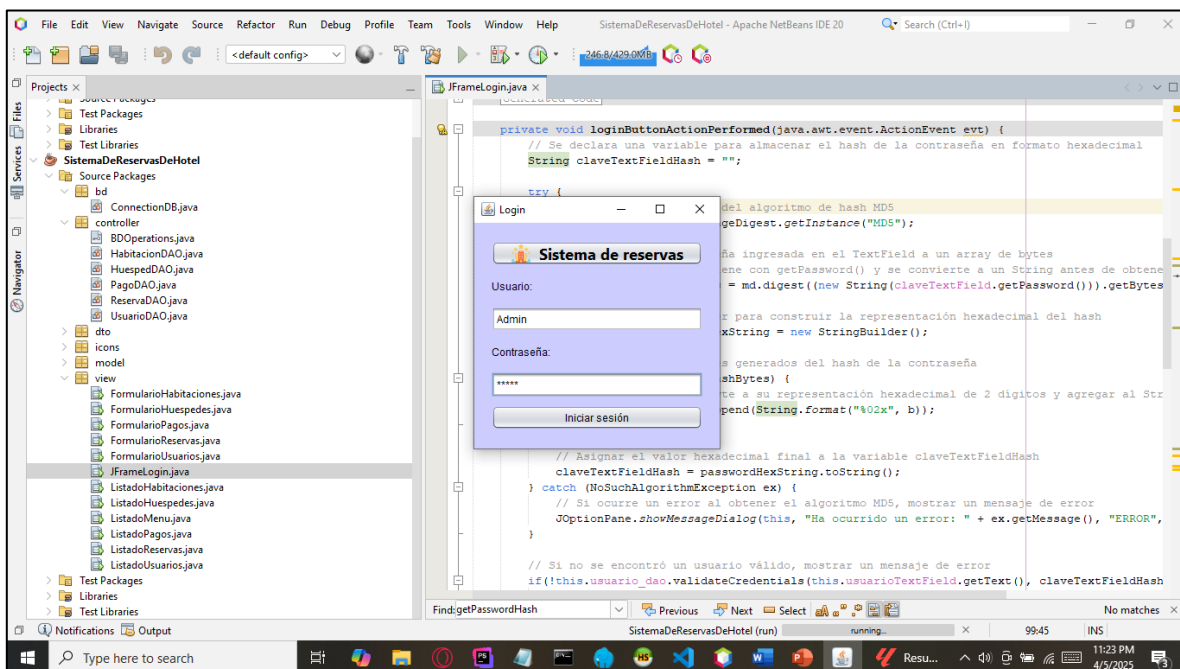 File Edit View Navigate Source Refactor Run Debug Profile Team Tools Window Help SistemaDeReservasDeHotel - Apache NetBeans IDE 20 Search (Ctrl+I)
<default config> 246.8/429.0MB
Projects
JFrameLogin.java
Files
Services
Navigator
Test Packages
Libraries
Test Libraries
SistemaDeReservasDeHotel
Source Packages
bd
ConnectionDB.java
controller
BDOperations.java
HabitacionDAO.java
HuespedDAO.java
PagoDAO.java
ReservaDAO.java
UsuarioDAO.java
dto
icons
model
view
FormularioHabitaciones.java
FormularioHuespedes.java
FormularioPagos.java
FormularioReservas.java
FormularioUsuarios.java
JFrameLogin.java
ListadoHabitaciones.java
ListadoHuespedes.java
ListadoMenu.java
ListadoPagos.java
ListadoReservas.java
ListadoUsuarios.java
Test Packages
Libraries
Test Libraries
private void loginButtonActionPerformed(java.awt.event.ActionEvent evt) {
// Se declara una variable para almacenar el hash de la contraseña en formato hexadecimal
String claveTextFieldHash = "";
try {
del algoritmo de hash MD5
geDigest.getInstance("MD5");
ña ingresada en el TextField a un array de bytes
ene con getPassword() y se convierte a un String antes de obtene
= md.digest((new String(claveTextField.getPassword())).getBytes
r para construir la representación hexadecimal del hash
xString = new StringBuilder();
s generados del hash de la contraseña
shBytes) {
te a su representación hexadecimal de 2 dígitos y agregar al Str
pend(String.format("%02x", b));
// Asignar el valor hexadecimal final a la variable claveTextFieldHash
claveTextFieldHash = passwordHexString.toString();
} catch (NoSuchAlgorithmException ex) {
// Si ocurre un error al obtener el algoritmo MD5, mostrar un mensaje de error
JOptionPane.showMessageDialog(this, "Ha ocurrido un error: " + ex.getMessage(), "ERROR",
}
// Si no se encontró un usuario válido, mostrar un mensaje de error
if(!this.usuario_dao.validateCredentials(this.usuarioTextField.getText(), claveTextFieldHash
Login
Sistema de reservas
Usuario:
Admin
Contraseña:
*****
Iniciar sesión
Find: getPasswordHash Previous Next Select No matches
Notifications Output SistemaDeReservasDeHotel (run) running... 99:45 INS
Type here to search Resu... 11:23 PM
4/5/2025